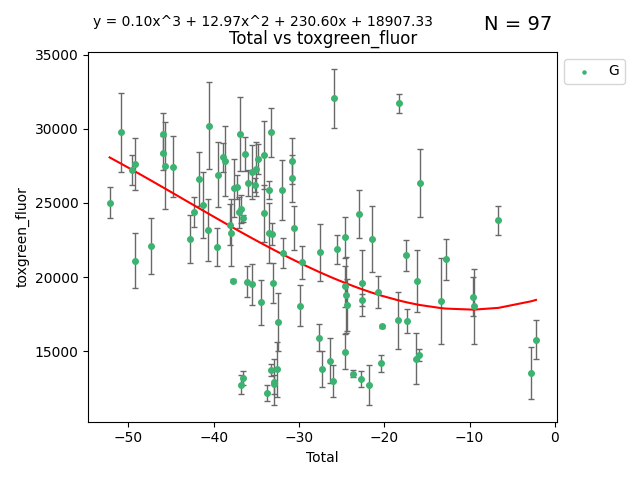 y = 0.10x^3 + 12.97x^2 + 230.60x + 18907.33
N = 97
Total vs toxgreen_fluor
G
toxgreen_fluor
35000
30000
25000
20000
15000
−50
−40
−30
−20
−10
0
Total